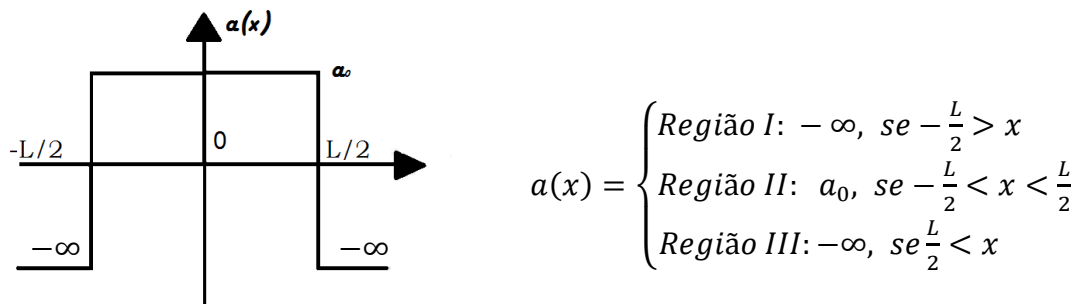 a(x)
a₀
-L/2
0
L/2
−∞
−∞
a(x) = { Região I: − ∞, se − L/2 > x
Região II: a₀, se − L/2 < x < L/2
Região III: −∞, se L/2 < x